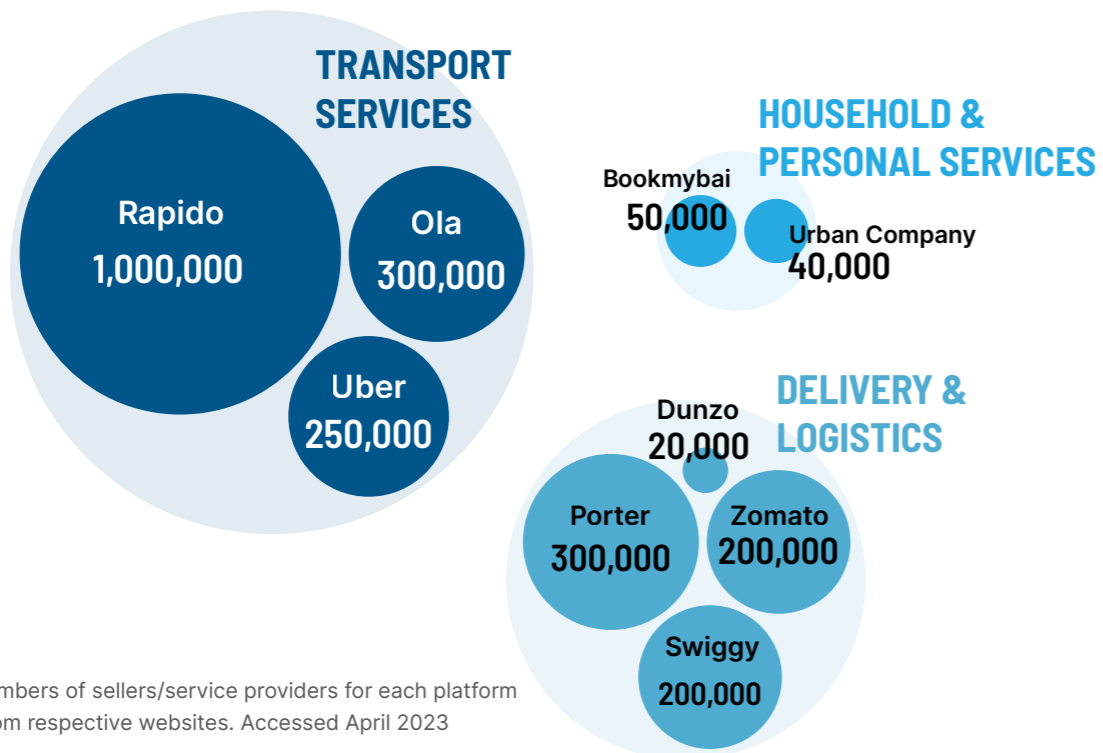 TRANSPORT
SERVICES
Rapido
1,000,000
Ola
300,000
Uber
250,000
HOUSEHOLD &
PERSONAL SERVICES
Bookmybai
50,000
Urban Company
40,000
DELIVERY &
LOGISTICS
Dunzo
20,000
Porter
300,000
Zomato
200,000
Swiggy
200,000
of sellers/service providers for each platform
respective websites. Accessed April 2023